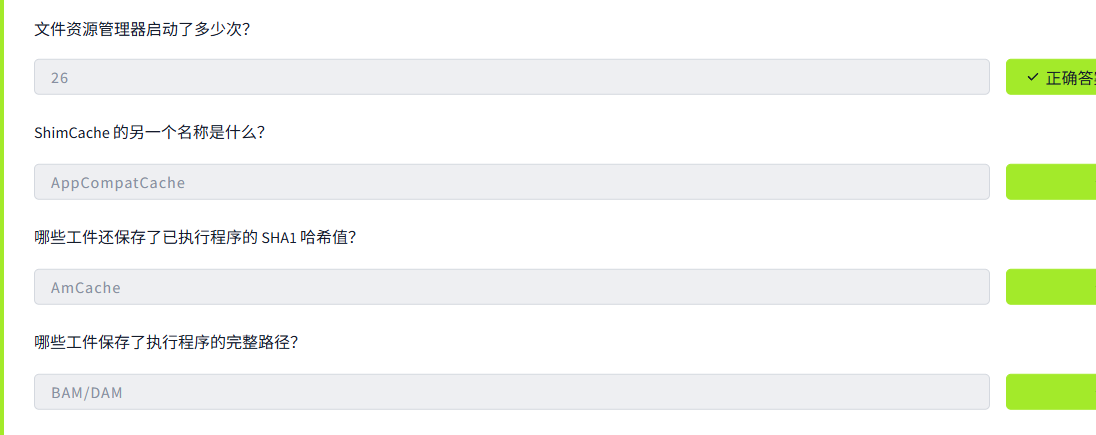 文件资源管理器启动了多少次?
26
✓ 正确答
ShimCache 的另一个名称是什么?
AppCompatCache
哪些工件还保存了已执行程序的 SHA1 哈希值?
AmCache
哪些工件保存了执行程序的完整路径?
BAM/DAM